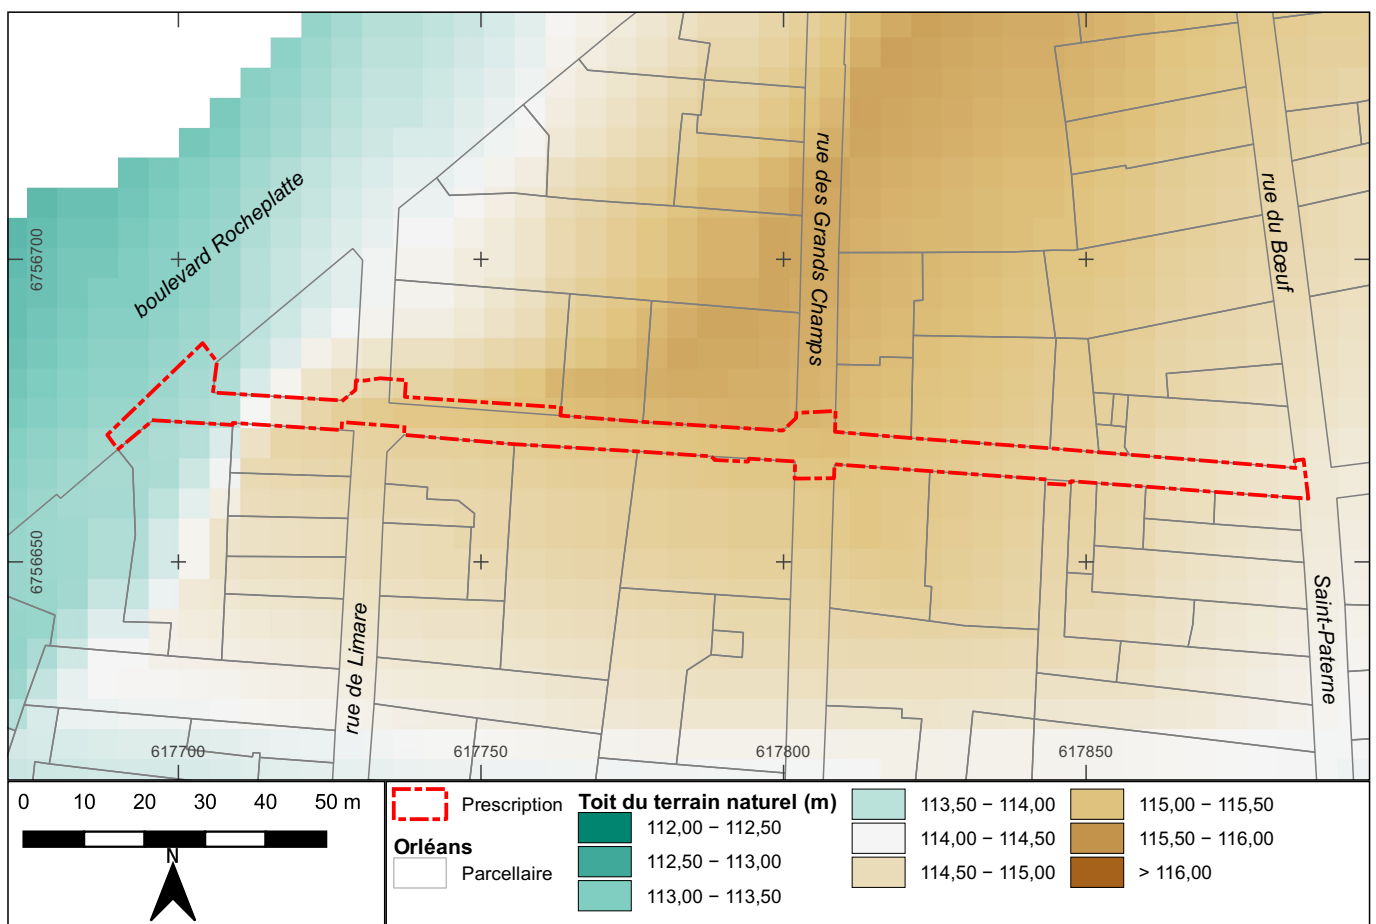 boulevard Rocheplatte
rue des Grands Champs
rue du Bœuf
rue de Limare
Saint-Paterne
6756700
6756650
617700
617750
617800
617850
0 10 20 30 40 50 m
N
Prescription
Orléans
Parcellaire
Toit du terrain naturel (m)
112,00 – 112,50
112,50 – 113,00
113,00 – 113,50
113,50 – 114,00
114,00 – 114,50
114,50 – 115,00
115,00 – 115,50
115,50 – 116,00
> 116,00